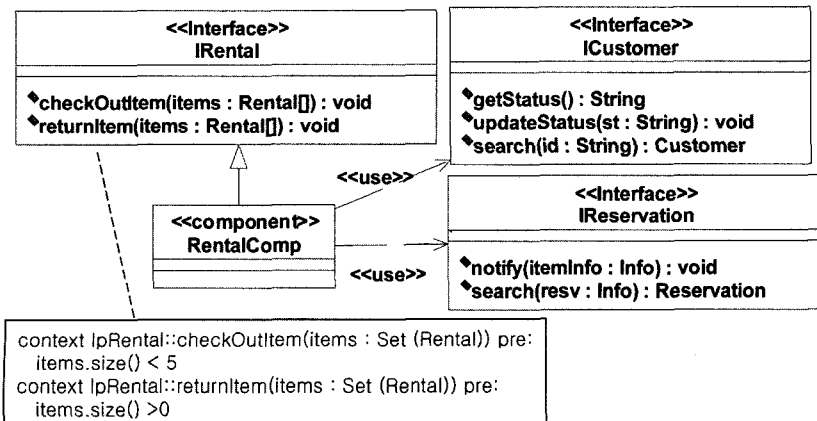 <<Interface>>
IRental
checkOutItem(items : Rental[]) : void
returnItem(items : Rental[]) : void
<<Interface>>
ICustomer
getStatus() : String
updateStatus(st : String) : void
search(id : String) : Customer
<<use>>
<<component>>
RentalComp
<<use>>
<<Interface>>
IReservation
notify(itemInfo : Info) : void
search(resv : Info) : Reservation
context IpRental::checkOutItem(items : Set (Rental)) pre:
items.size() < 5
context IpRental::returnItem(items : Set (Rental)) pre:
items.size() >0